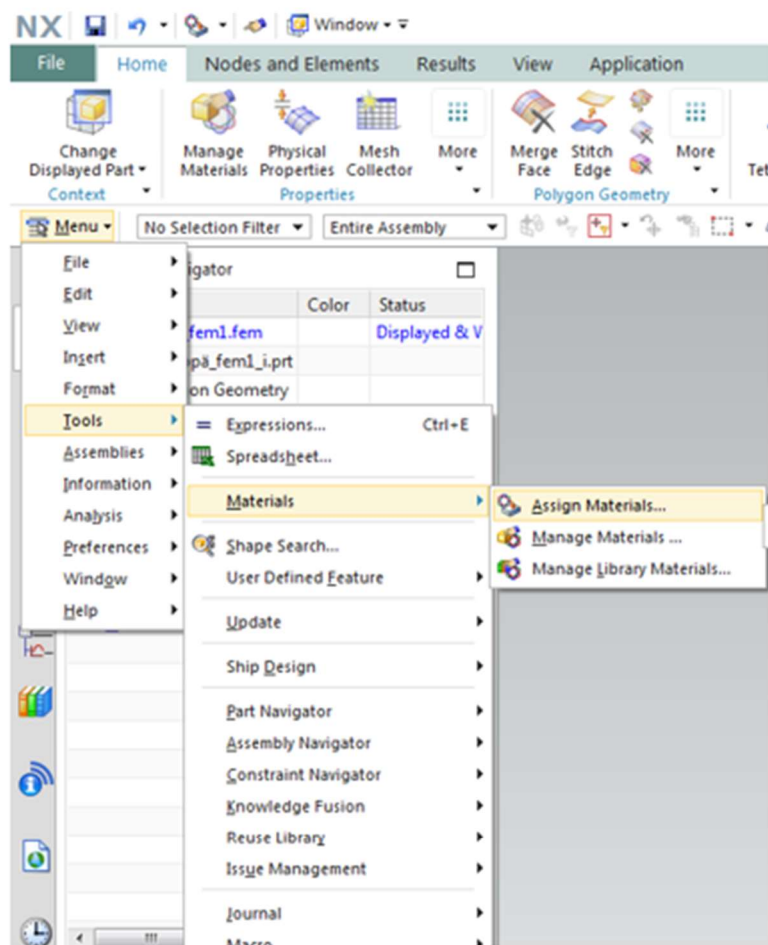 NX Window
File Home Nodes and Elements Results View Application
Change Displayed Part
Manage Materials
Physical Properties
Mesh Collector
More
Merge Face
Stitch Edge
More
Context Properties Polygon Geometry
Menu No Selection Filter Entire Assembly
File
Edit
View
Insert
Format
Tools
Assemblies
Information
Analysis
Preferences
Window
Help
igator
Color Status
fem1.fem Displayed & V
pä_fem1_i.prt
on Geometry
= Expressions... Ctrl+E
Spreadsheet...
Materials
Shape Search...
User Defined Feature
Update
Ship Design
Part Navigator
Assembly Navigator
Constraint Navigator
Knowledge Fusion
Reuse Library
Issue Management
Journal
Assign Materials...
Manage Materials ...
Manage Library Materials...